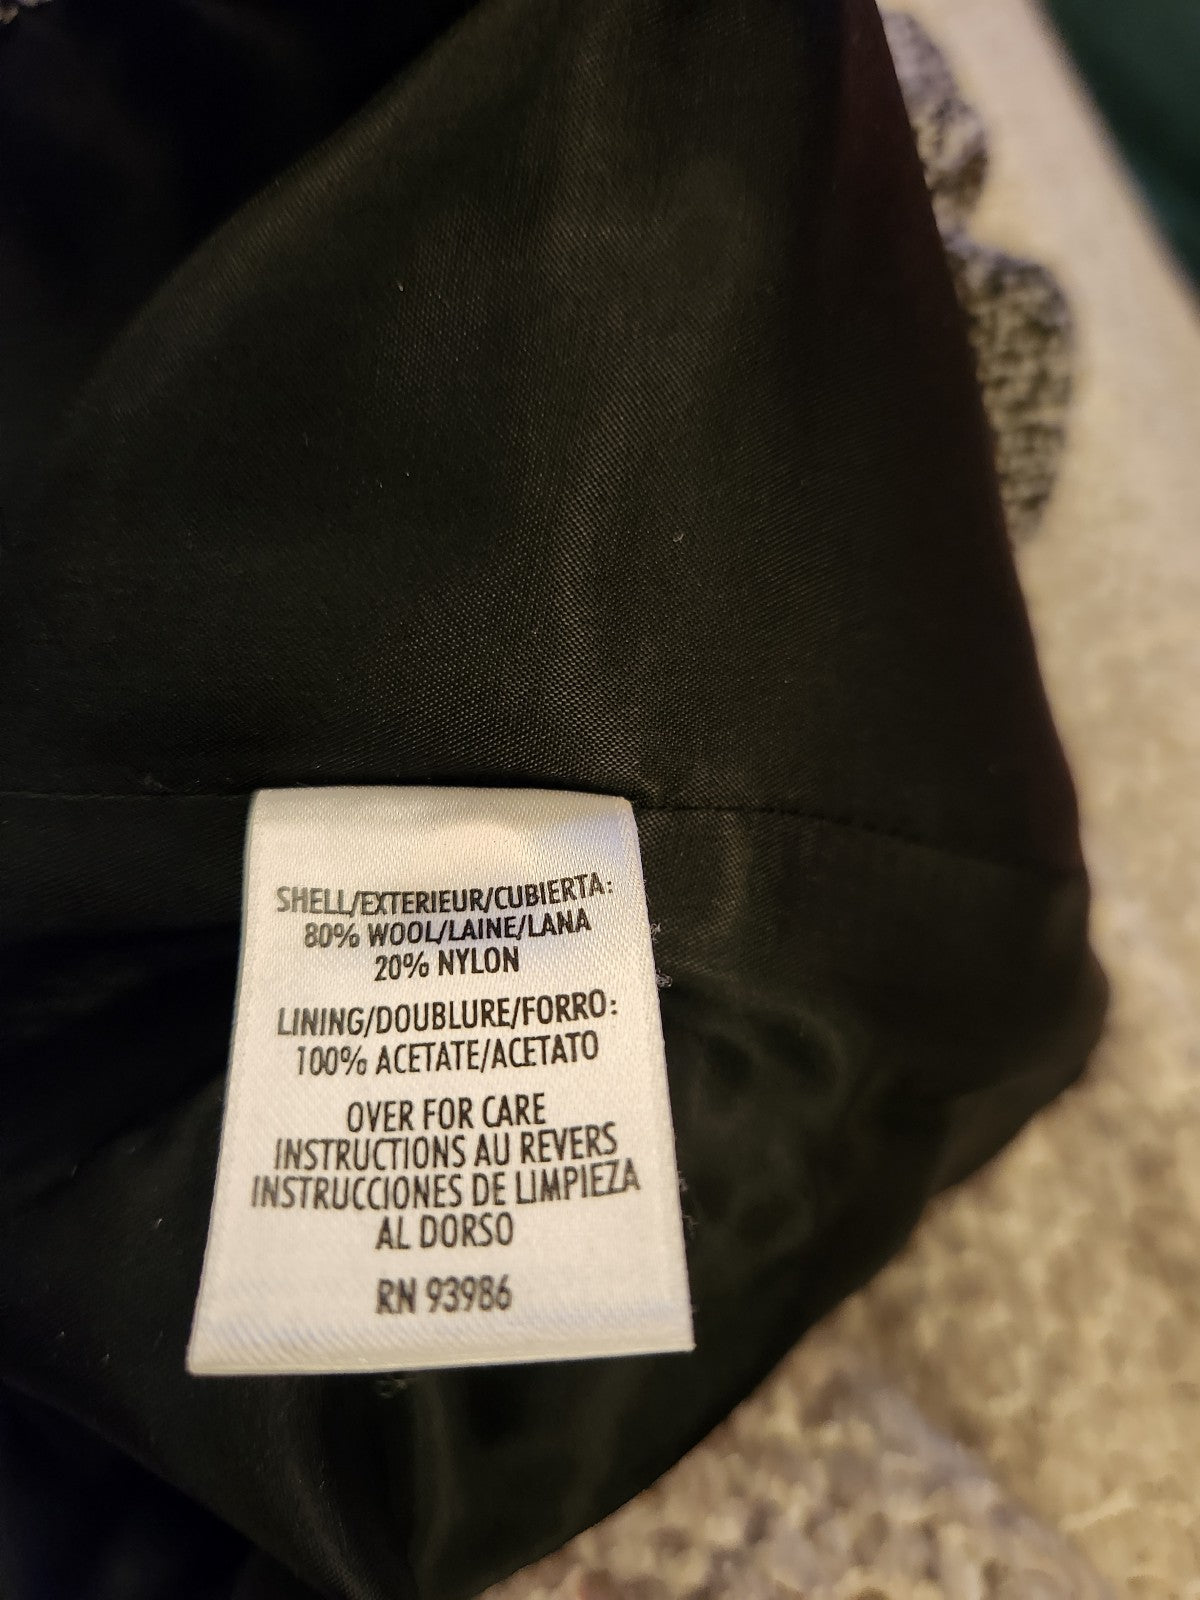 SHELL/EXTERIEUR/CUBIERTA:
80% WOOL/LAINE/LANA
20% NYLON
LINING/DOUBLURE/FORRO:
100% ACETATE/ACETATO
OVER FOR CARE
INSTRUCTIONS AU REVERS
INSTRUCCIONES DE LIMPIEZA
AL DORSO
RN 93986